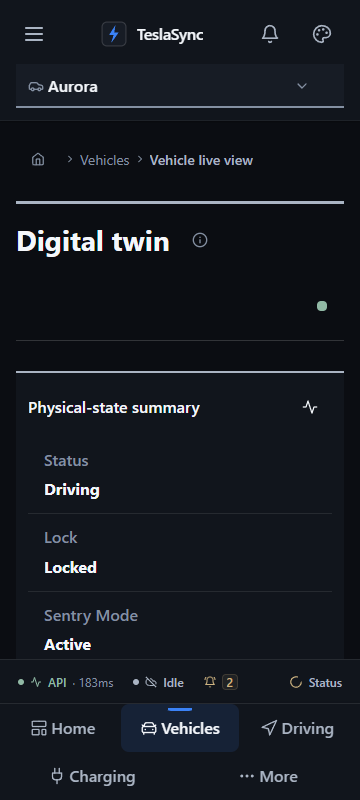 TeslaSync
Aurora
Vehicles
Vehicle live view
Digital twin
Physical-state summary
Status
Driving
Lock
Locked
Sentry Mode
Active
API · 183ms
Idle
2
Status
Home
Vehicles
Driving
Charging
More